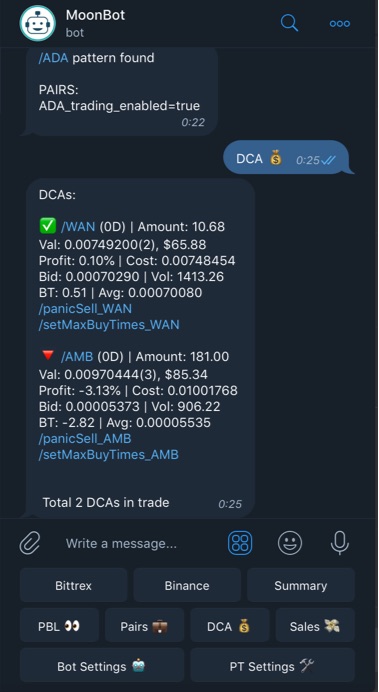 MoonBot
bot
/ADA pattern found
PAIRS:
ADA_trading_enabled=true
0:22
DCA 💰 0:25
DCAs:
✅ /WAN (0D) | Amount: 10.68
Val: 0.00749200(2), $65.88
Profit: 0.10% | Cost: 0.00748454
Bid: 0.00070290 | Vol: 1413.26
BT: 0.51 | Avg: 0.00070080
/panicSell_WAN
/setMaxBuyTimes_WAN
🔻 /AMB (0D) | Amount: 181.00
Val: 0.00970444(3), $85.34
Profit: -3.13% | Cost: 0.01001768
Bid: 0.00005373 | Vol: 906.22
BT: -2.82 | Avg: 0.00005535
/panicSell_AMB
/setMaxBuyTimes_AMB
Total 2 DCAs in trade 0:25
Write a message...
Bittrex Binance Summary
PBL 👀 Pairs 💼 DCA 💰 Sales 💸
Bot Settings 🤖 PT Settings 🛠